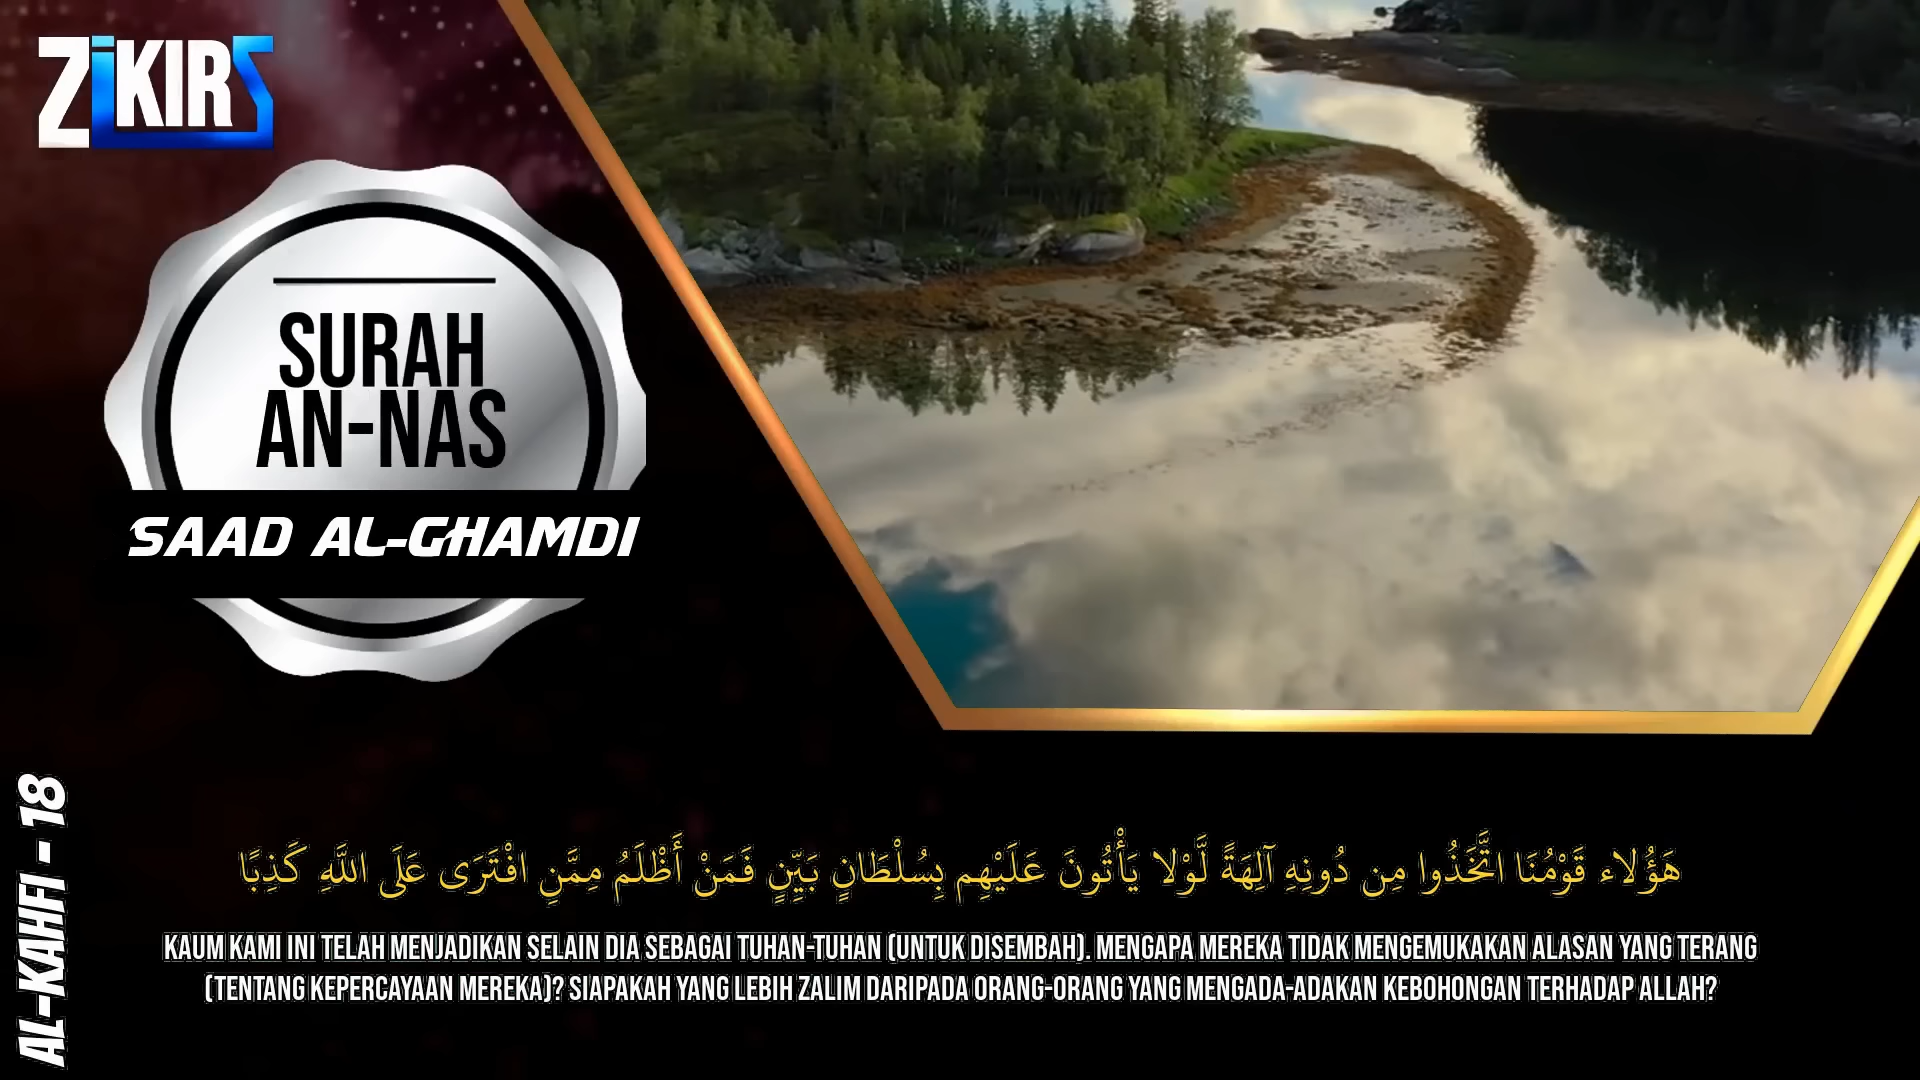 ZiKIRS
SURAH
AN-NAS
SAAD AL-GHAMDI
AL-KAHFI - 18
هَؤُلاء قَوْمُنَا اتَّخَذُوا مِن دُونِهِ آلِهَةً لَّوْلا يَأْتُونَ عَلَيْهِم بِسُلْطَانٍ بَيِّنٍ فَمَنْ أَظْلَمُ مِمَّنِ افْتَرَى عَلَى اللَّهِ كَذِبًا
KAUM KAMI INI TELAH MENJADIKAN SELAIN DIA SEBAGAI TUHAN-TUHAN (UNTUK DISEMBAH). MENGAPA MEREKA TIDAK MENGEMUKAKAN ALASAN YANG TERANG
(TENTANG KEPERCAYAAN MEREKA)? SIAPAKAH YANG LEBIH ZALIM DARIPADA ORANG-ORANG YANG MENGADA-ADAKAN KEBOHONGAN TERHADAP ALLAH?